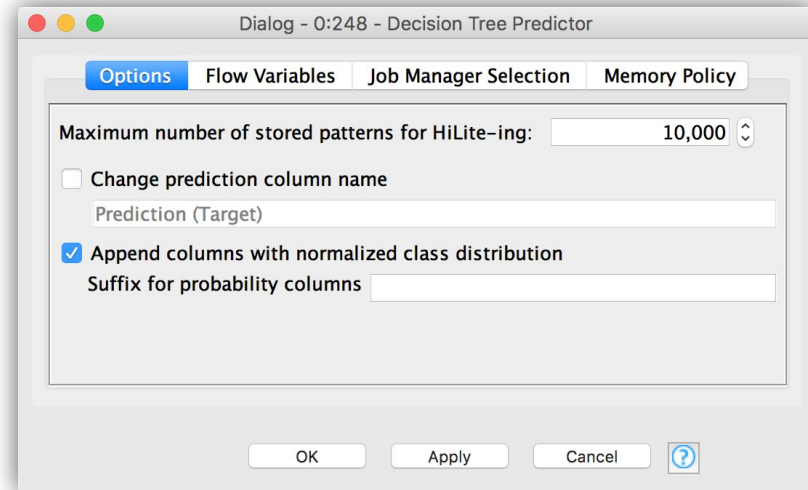 Dialog - 0:248 - Decision Tree Predictor
Options Flow Variables Job Manager Selection Memory Policy
Maximum number of stored patterns for HiLite-ing: 10,000
Change prediction column name
Prediction (Target)
Append columns with normalized class distribution
Suffix for probability columns
OK Apply Cancel ?